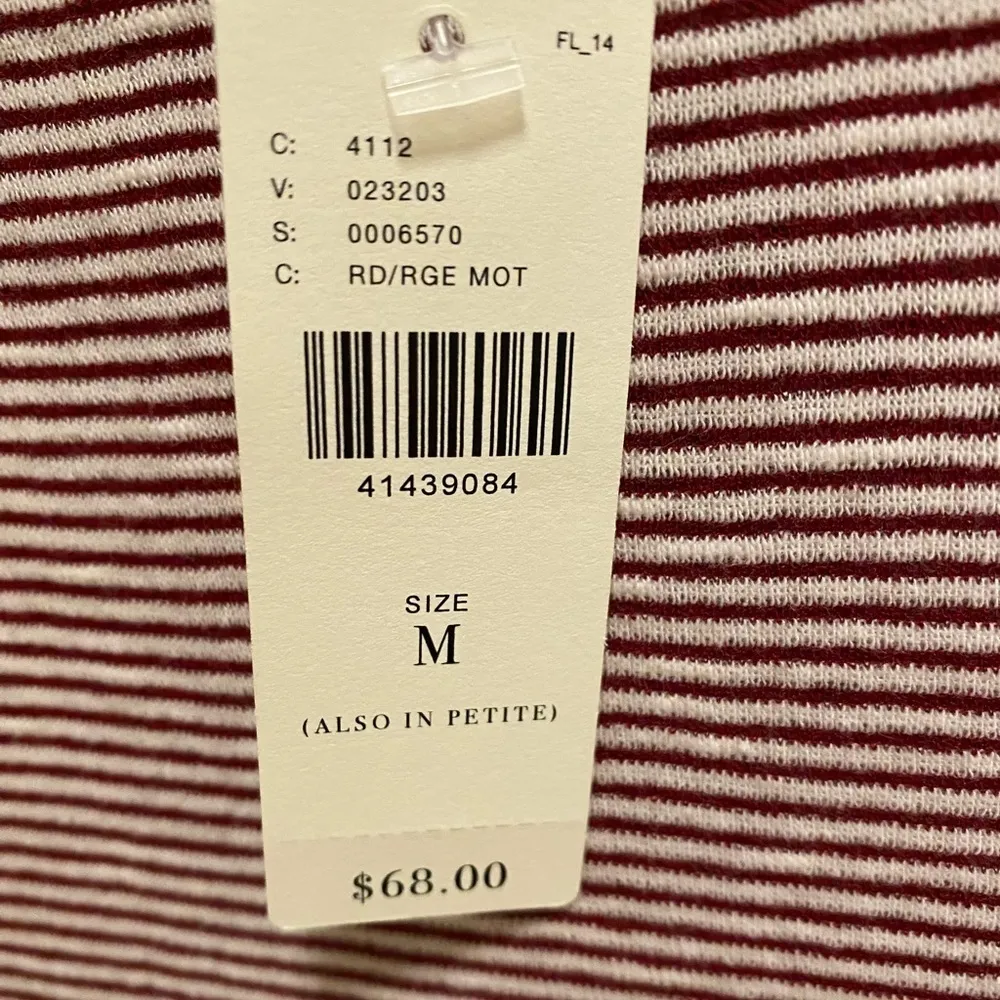 FL_14
C: 4112
V: 023203
S: 0006570
C: RD/RGE MOT
41439084
SIZE
M
(ALSO IN PETITE)
$68.00